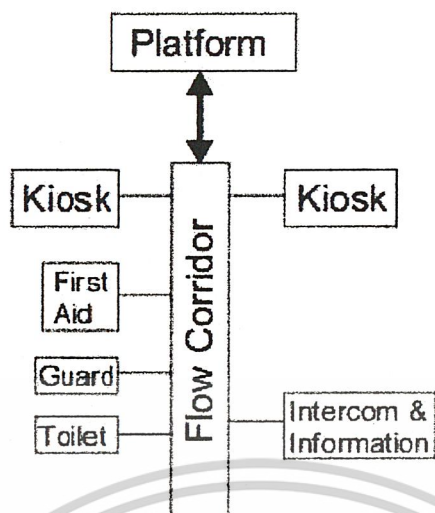 Platform
Kiosk
Kiosk
Flow Corridor
First
Aid
Guard
Toilet
Intercom &
Information